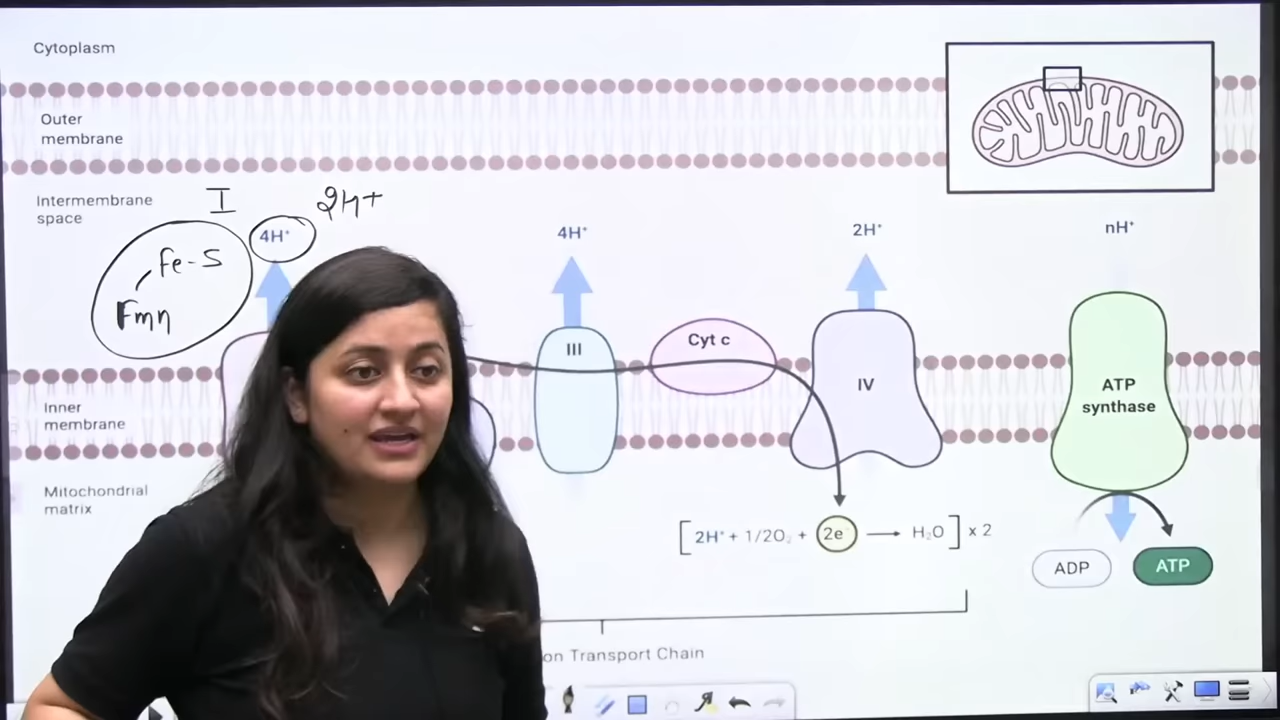 Cytoplasm
Outer
membrane
Intermembrane
space
I
2H+
4H⁺
4H⁺
2H⁺
nH⁺
Fe-S
Fmn
III
Cyt c
IV
ATP
synthase
Inner
membrane
Mitochondrial
matrix
[2H⁺ + 1/2O₂ + 2e → H₂O] x 2
ADP
ATP
on Transport Chain